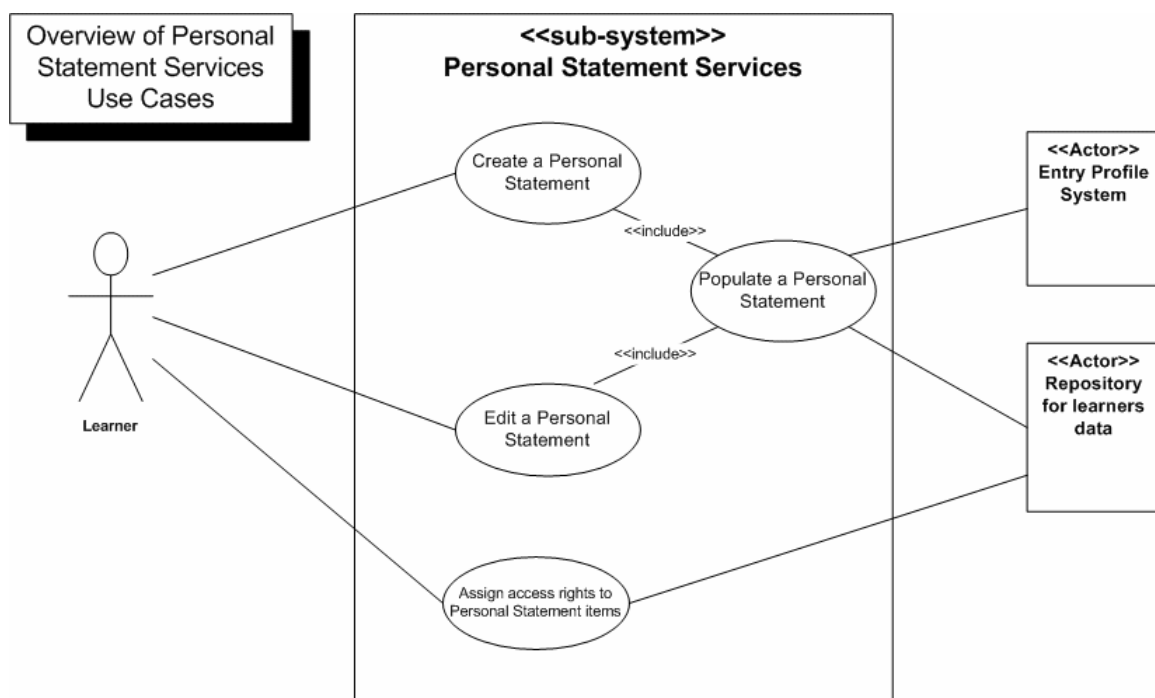 Overview of Personal
Statement Services
Use Cases
<<sub-system>>
Personal Statement Services
Create a Personal
Statement
<<include>>
Populate a Personal
Statement
<<include>>
Edit a Personal
Statement
Assign access rights to
Personal Statement items
Learner
<<Actor>>
Entry Profile
System
<<Actor>>
Repository
for learners
data